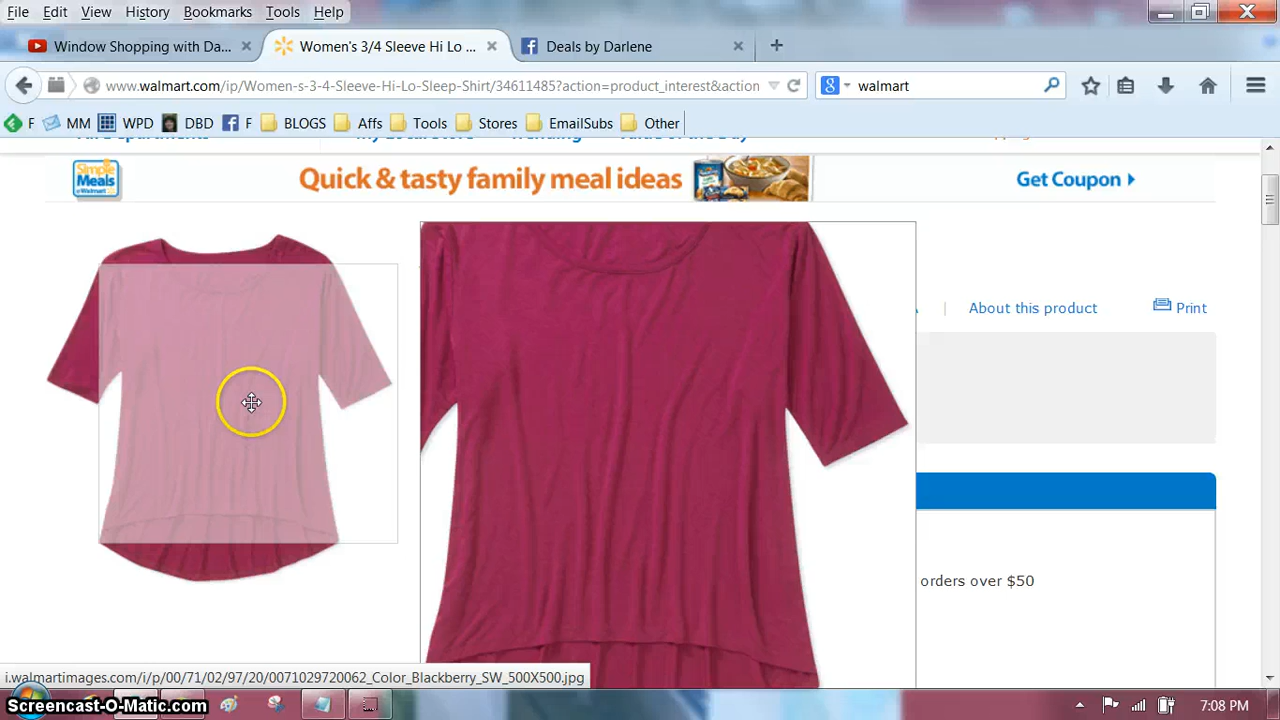 File Edit View History Bookmarks Tools Help
Window Shopping with Da... Women's 3/4 Sleeve Hi Lo ... Deals by Darlene
www.walmart.com/ip/Women-s-3-4-Sleeve-Hi-Lo-Sleep-Shirt/34611485?action=product_interest&action walmart
F MM WPD DBD F BLOGS Affs Tools Stores EmailSubs Other
Simple Meals at Walmart Quick & tasty family meal ideas Get Coupon
About this product Print
orders over $50
i.walmartimages.com/i/p/00/71/02/97/20/0071029720062_Color_Blackberry_SW_500X500.jpg
Screencast-O-Matic.com 7:08 PM